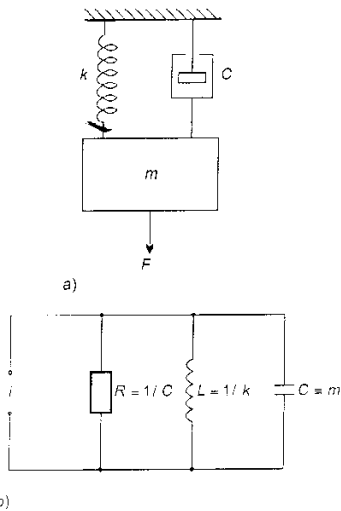 k
C
m
F
a)
i
R = 1/ C
L = 1/ k
C = m
b)